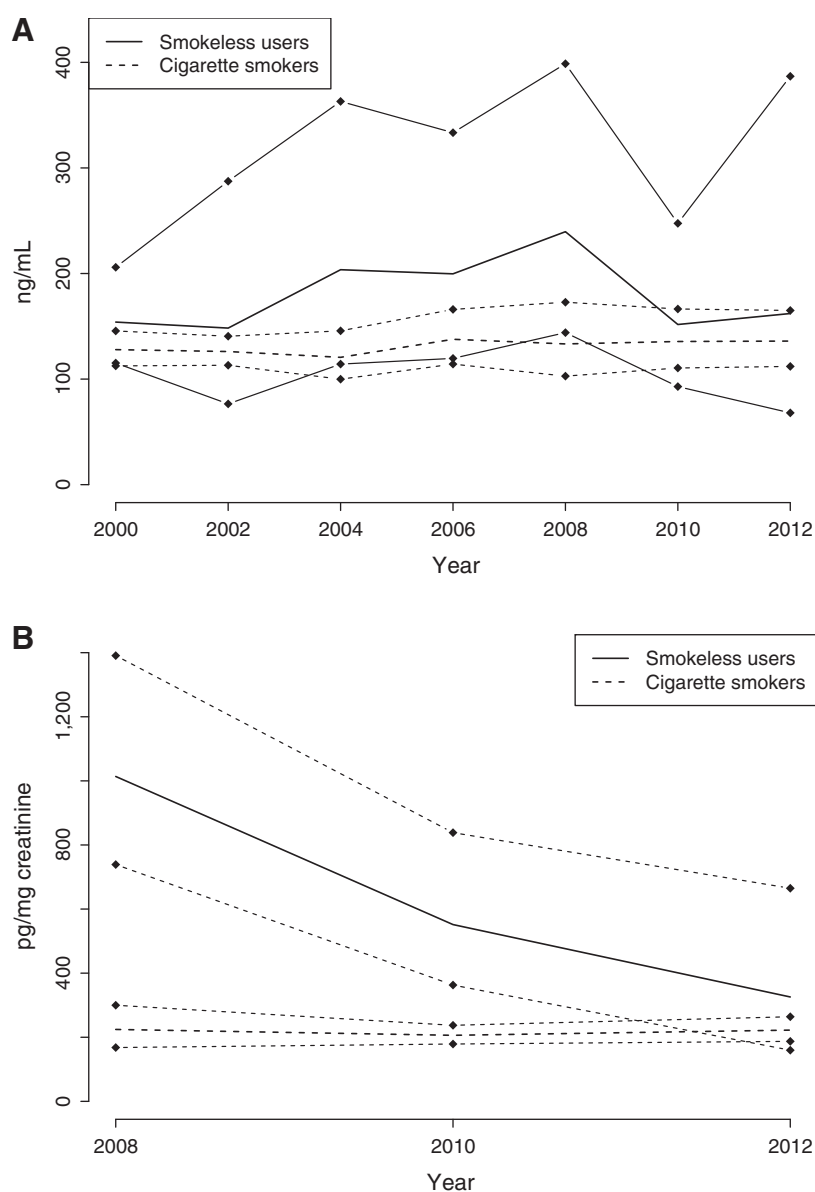 A
Smokeless users
Cigarette smokers
400
300
200
100
0
ng/mL
2000 2002 2004 2006 2008 2010 2012
Year
B
Smokeless users
Cigarette smokers
1,200
800
400
0
pg/mg creatinine
2008 2010 2012
Year